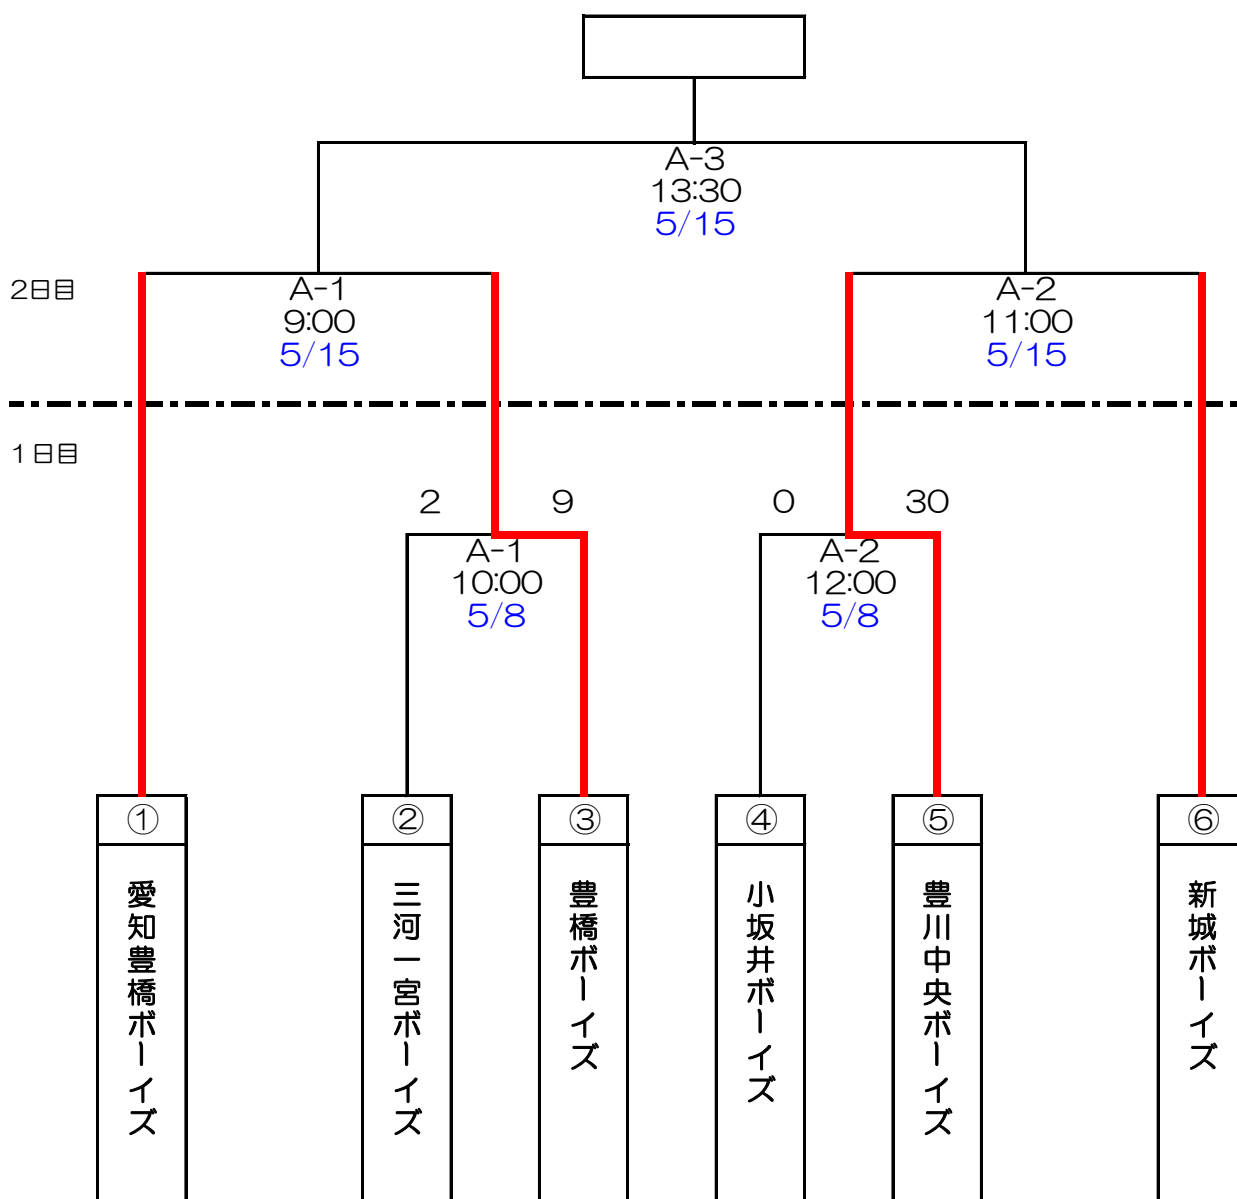 A-3
13:30
5/15
2日目
A-1
9:00
5/15
A-2
11:00
5/15
1日目
2 9
0 30
A-1
10:00
5/8
A-2
12:00
5/8
①
愛知豊橋ボーイズ
②
三河一宮ボーイズ
③
豊橋ボーイズ
④
小坂井ボーイズ
⑤
豊川中央ボーイズ
⑥
新城ボーイズ